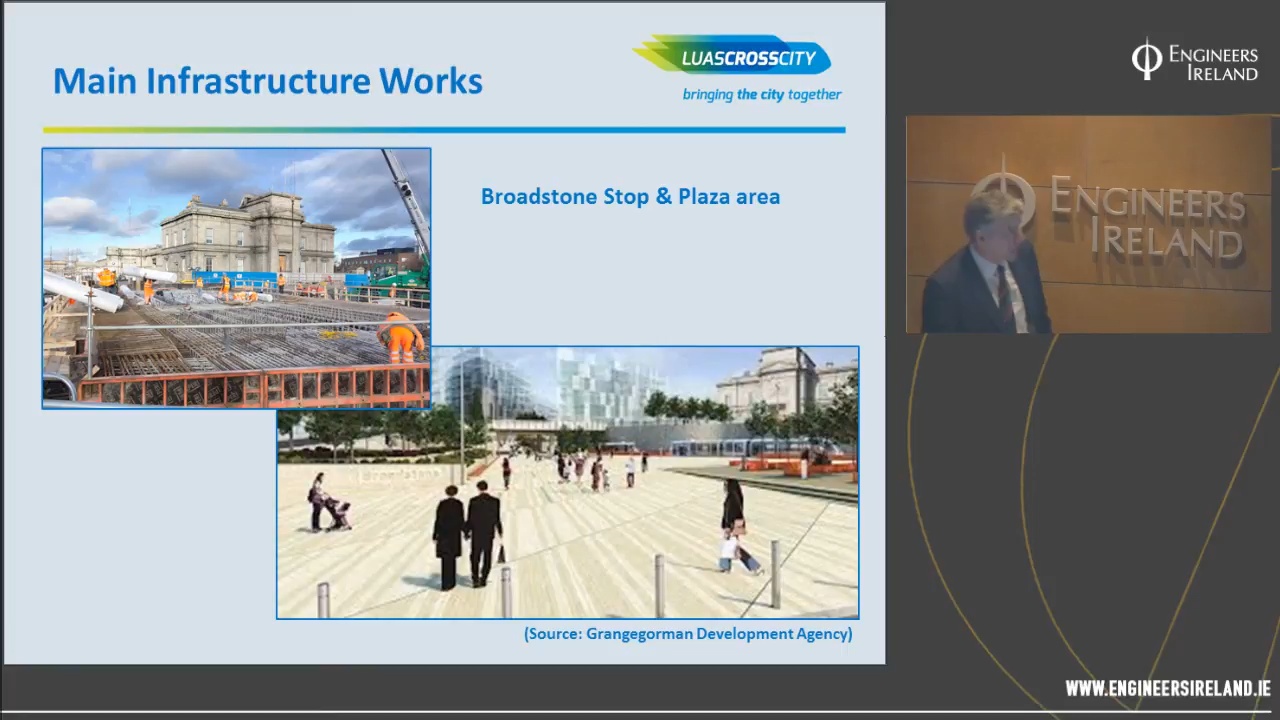 Main Infrastructure Works
LUASCROSSCITY
bringing the city together
Broadstone Stop & Plaza area
(Source: Grangegorman Development Agency)
ENGINEERS
IRELAND
ENGINEERS
IRELAND
WWW.ENGINEERSIRELAND.IE